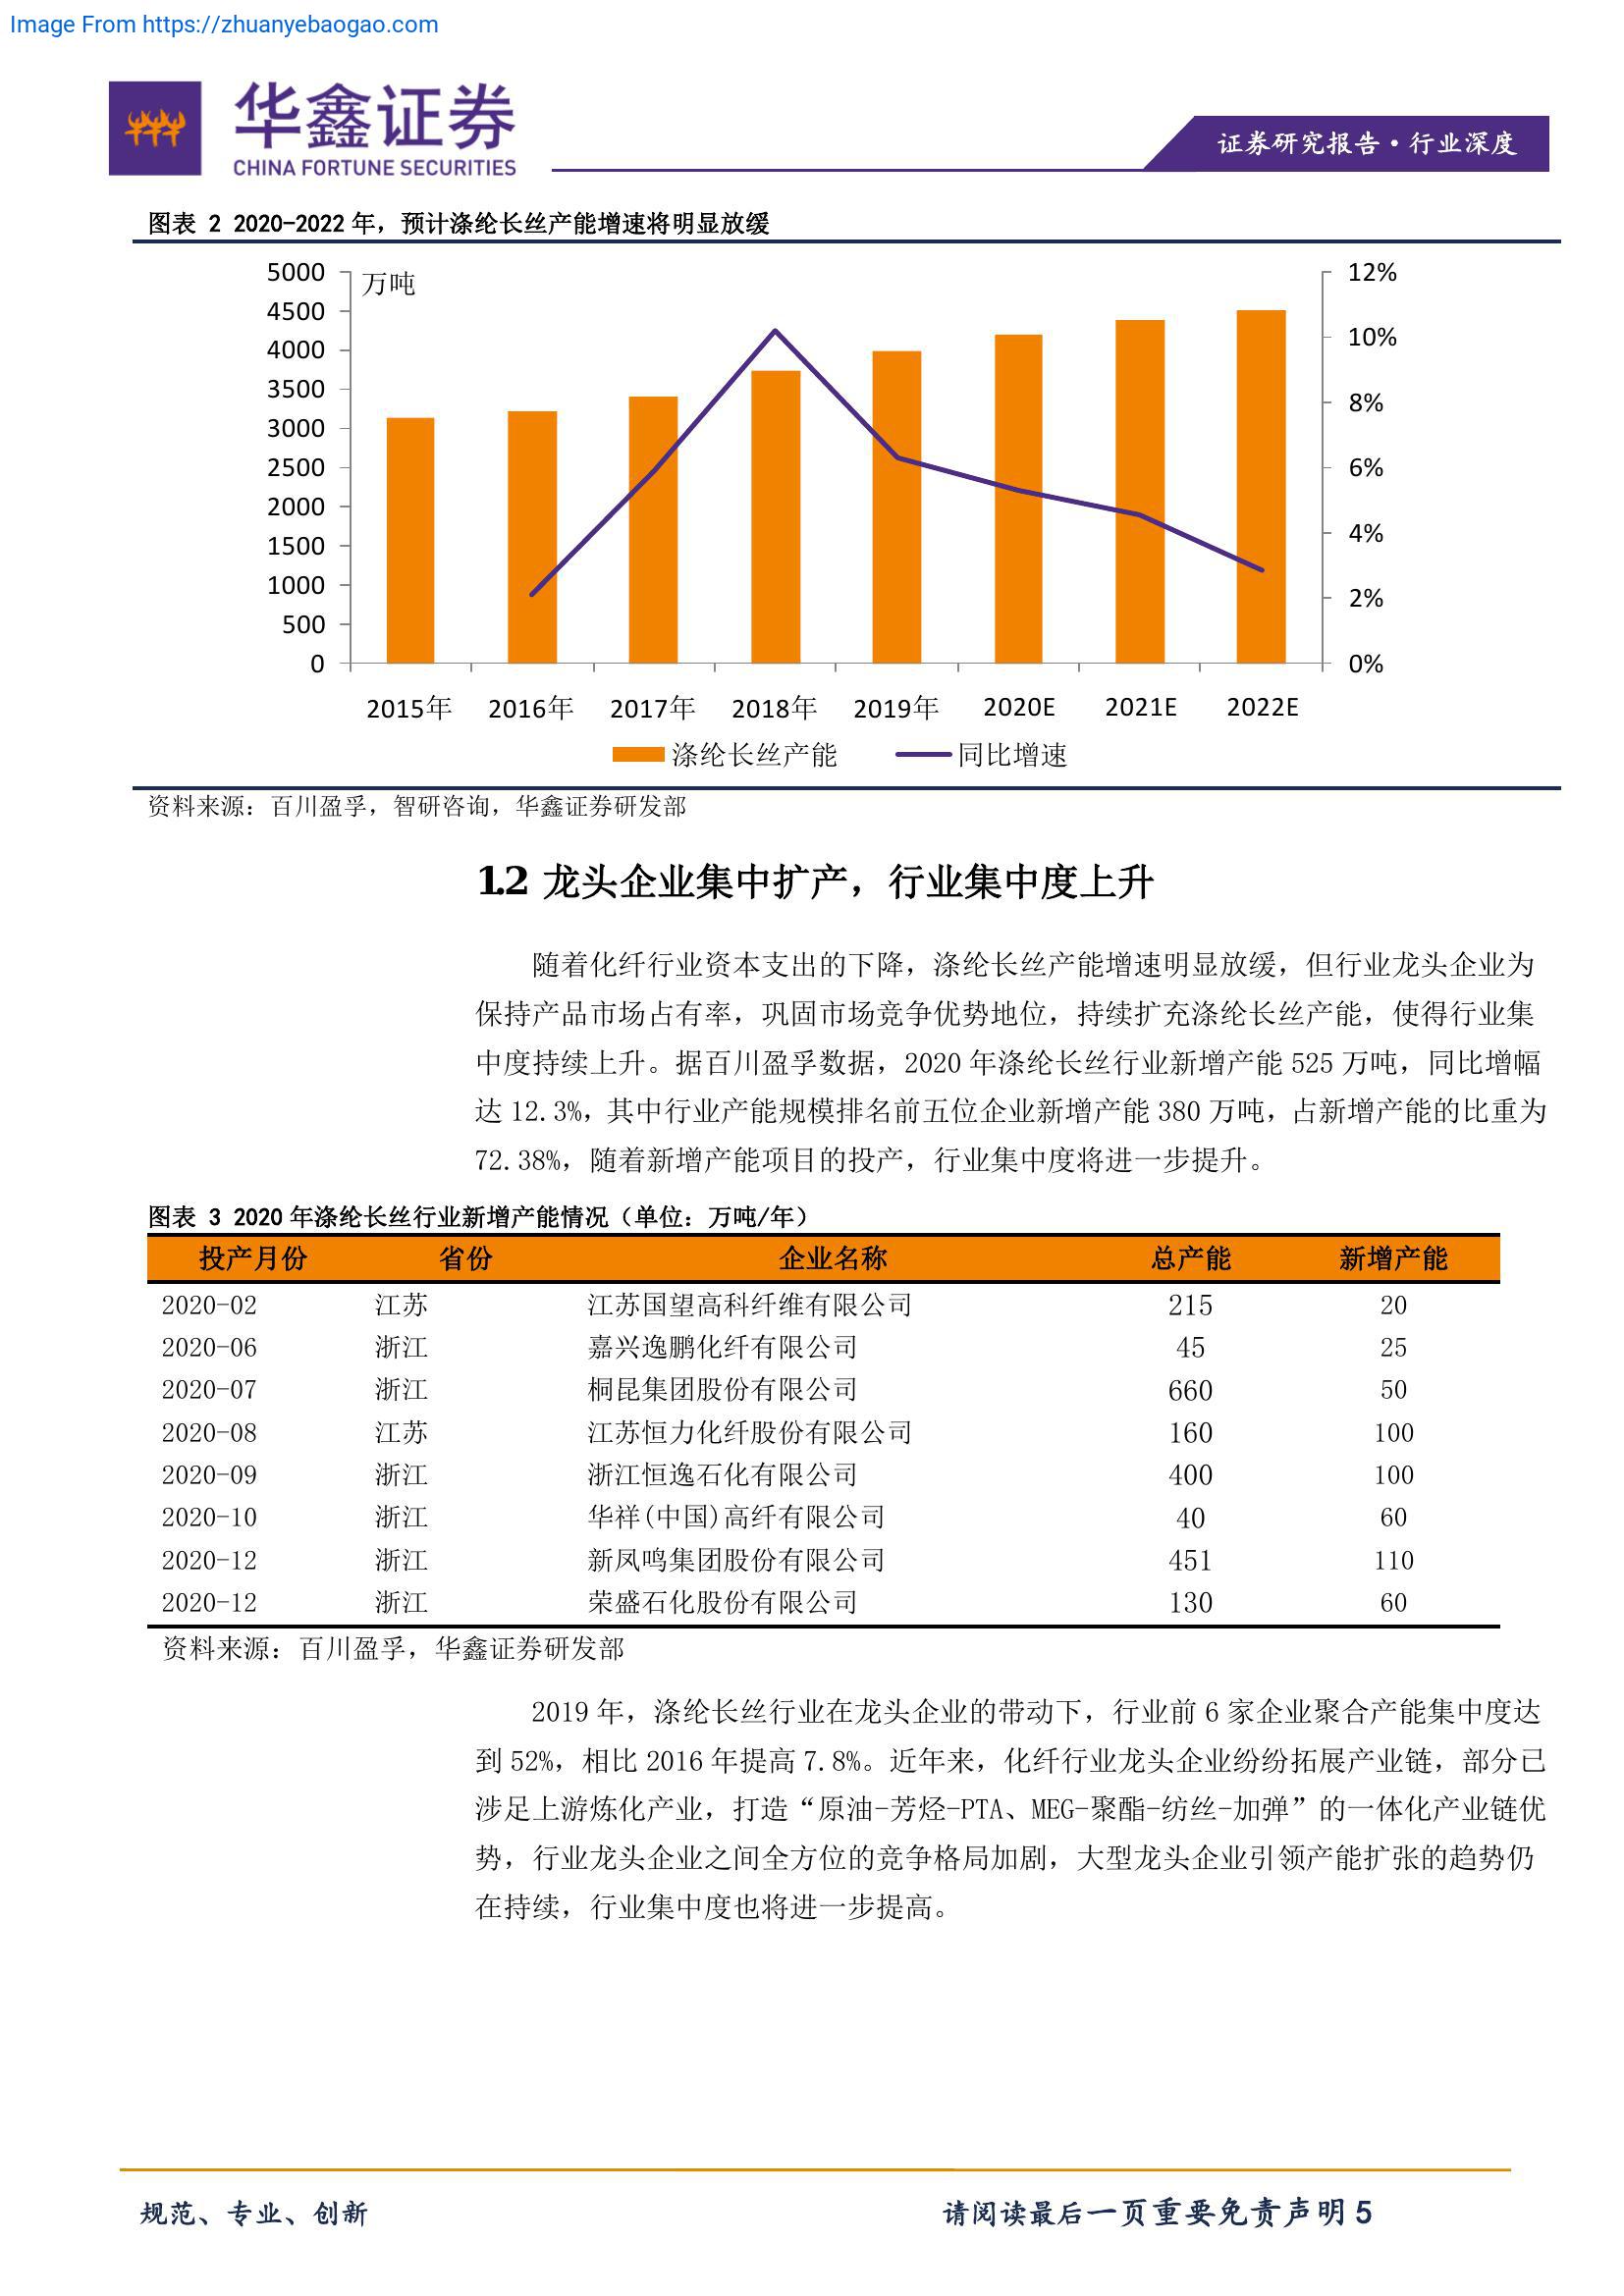 Image From https://zhuanyebaogao.com
华鑫证券
CHINA FORTUNE SECURITIES
证券研究报告·行业深度
图表 2 2020-2022 年，预计涤纶长丝产能增速将明显放缓
万吨
5000
4500
4000
3500
3000
2500
2000
1500
1000
500
0
12%
10%
8%
6%
4%
2%
0%
2015年 2016年 2017年 2018年 2019年 2020E 2021E 2022E
涤纶长丝产能 同比增速
资料来源：百川盈孚，智研咨询，华鑫证券研发部
1.2 龙头企业集中扩产，行业集中度上升
随着化纤行业资本支出的下降，涤纶长丝产能增速明显放缓，但行业龙头企业为
保持产品市场占有率，巩固市场竞争优势地位，持续扩充涤纶长丝产能，使得行业集
中度持续上升。据百川盈孚数据，2020 年涤纶长丝行业新增产能 525 万吨，同比增幅
达 12.3%，其中行业产能规模排名前五位企业新增产能 380 万吨，占新增产能的比重为
72.38%，随着新增产能项目的投产，行业集中度将进一步提升。
图表 3 2020 年涤纶长丝行业新增产能情况（单位：万吨/年）
投产月份 省份 企业名称 总产能 新增产能
2020-02 江苏 江苏国望高科纤维有限公司 215 20
2020-06 浙江 嘉兴逸鹏化纤有限公司 45 25
2020-07 浙江 桐昆集团股份有限公司 660 50
2020-08 江苏 江苏恒力化纤股份有限公司 160 100
2020-09 浙江 浙江恒逸石化有限公司 400 100
2020-10 浙江 华祥(中国)高纤有限公司 40 60
2020-12 浙江 新凤鸣集团股份有限公司 451 110
2020-12 浙江 荣盛石化股份有限公司 130 60
资料来源：百川盈孚，华鑫证券研发部
2019 年，涤纶长丝行业在龙头企业的带动下，行业前 6 家企业聚合产能集中度达
到 52%，相比 2016 年提高 7.8%。近年来，化纤行业龙头企业纷纷拓展产业链，部分已
涉足上游炼化产业，打造“原油-芳烃-PTA、MEG-聚酯-纺丝-加弹”的一体化产业链优
势，行业龙头企业之间全方位的竞争格局加剧，大型龙头企业引领产能扩张的趋势仍
在持续，行业集中度也将进一步提高。
规范、专业、创新
请阅读最后一页重要免责声明 5